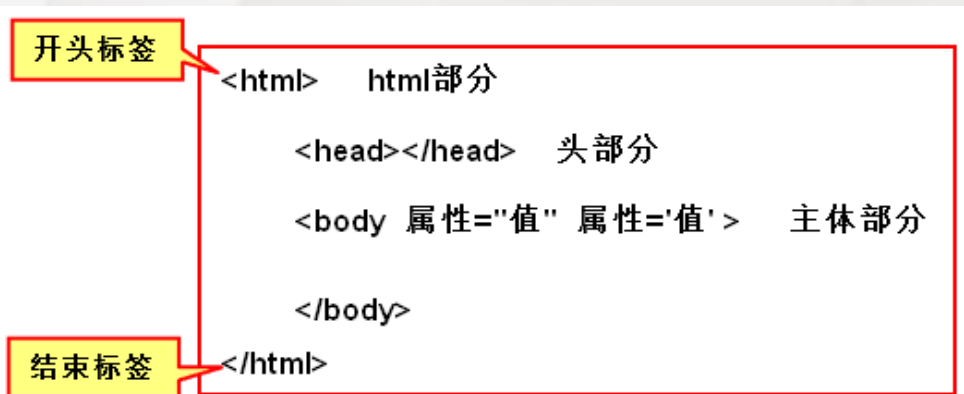 开头标签
<html> html部分
<head></head> 头部分
<body 属性="值" 属性='值'> 主体部分
</body>
结束标签
</html>